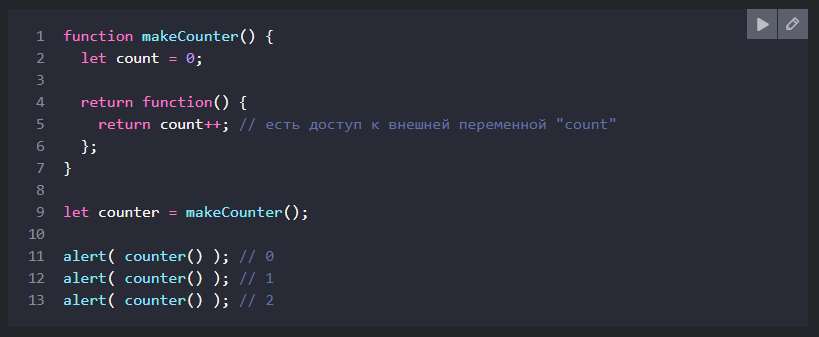 1 function makeCounter() {
2   let count = 0;
3
4   return function() {
5     return count++; // есть доступ к внешней переменной "count"
6   };
7 }
8
9 let counter = makeCounter();
10
11 alert( counter() ); // 0
12 alert( counter() ); // 1
13 alert( counter() ); // 2